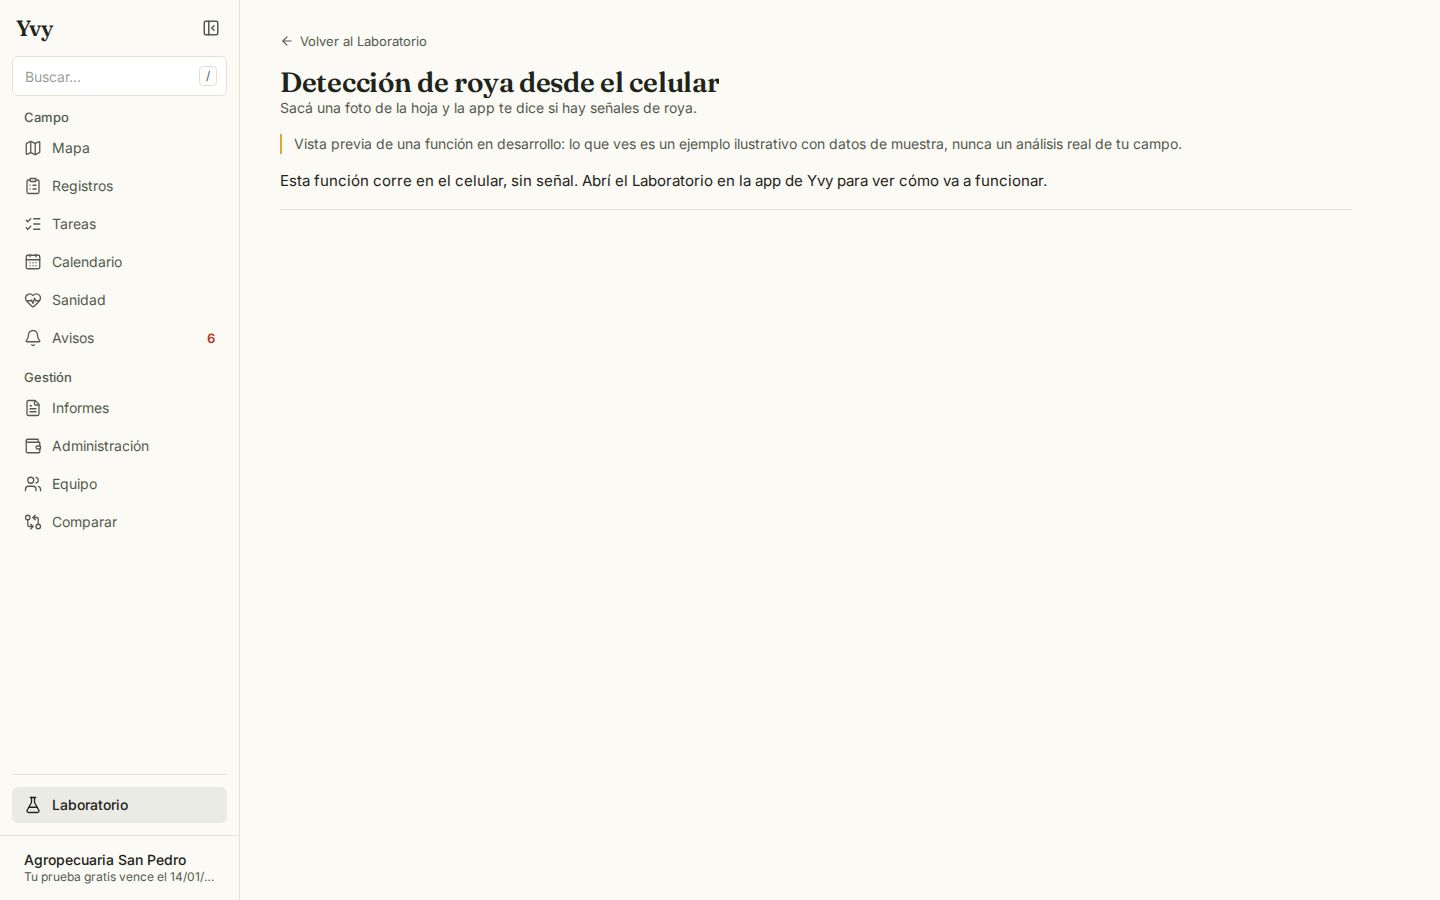 Yvy
Buscar...
/
Campo
Mapa
Registros
Tareas
Calendario
Sanidad
Avisos 6
Gestión
Informes
Administración
Equipo
Comparar
Laboratorio
Agropecuaria San Pedro
Tu prueba gratis vence el 14/01/...
Volver al Laboratorio
Detección de roya desde el celular
Sacá una foto de la hoja y la app te dice si hay señales de roya.
Vista previa de una función en desarrollo: lo que ves es un ejemplo ilustrativo con datos de muestra, nunca un análisis real de tu campo.
Esta función corre en el celular, sin señal. Abrí el Laboratorio en la app de Yvy para ver cómo va a funcionar.